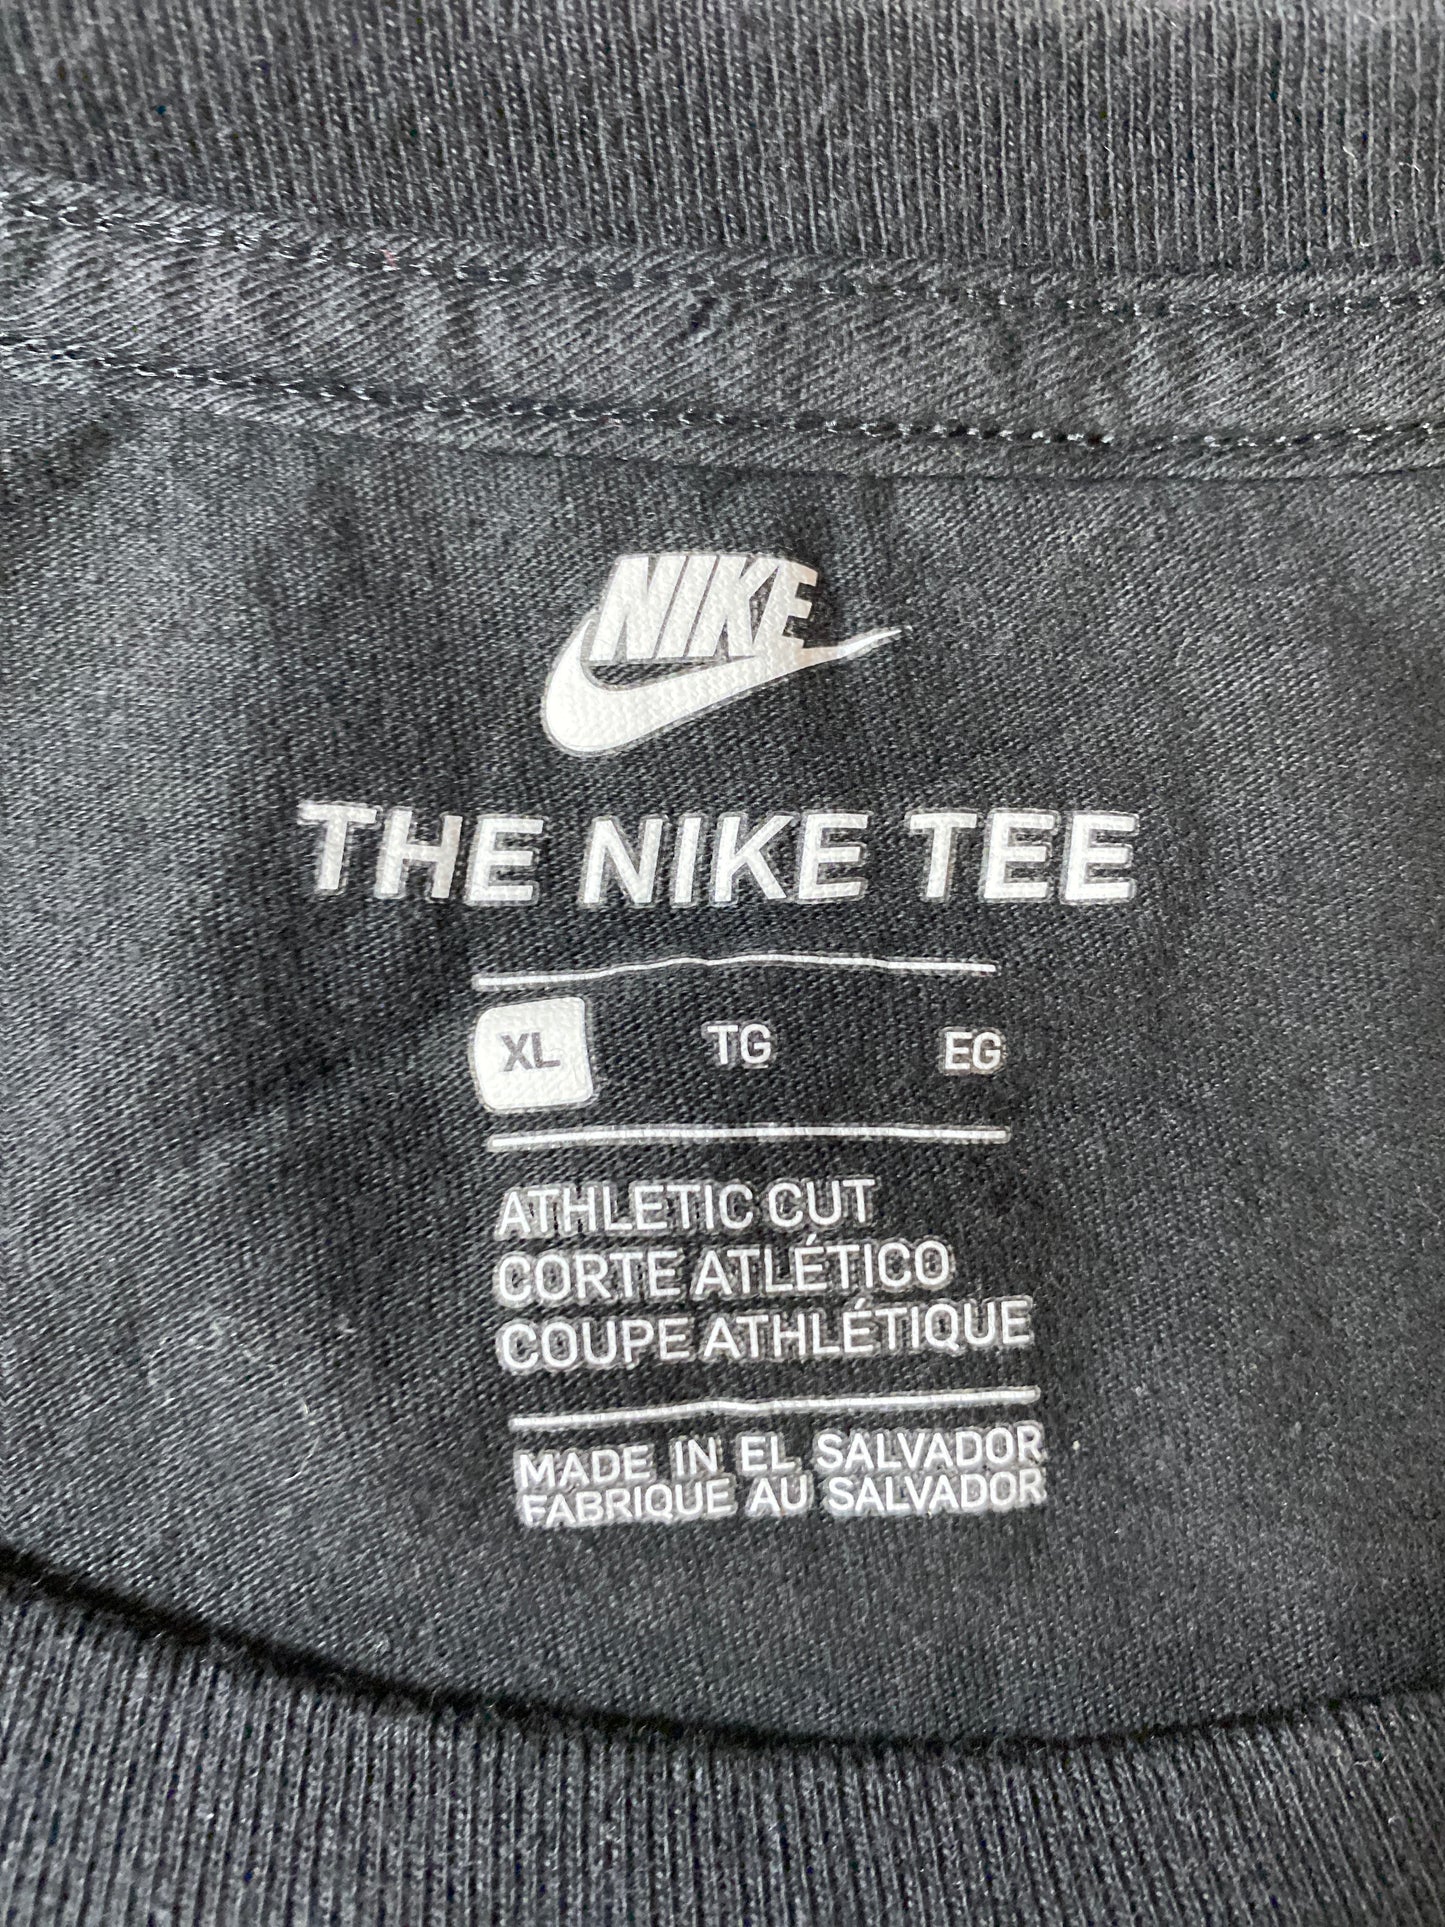 NIKE
THE NIKE TEE
XL TG EG
ATHLETIC CUT
CORTE ATLÉTICO
COUPE ATHLÉTIQUE
MADE IN EL SALVADOR
FABRIQUE AU SALVADOR